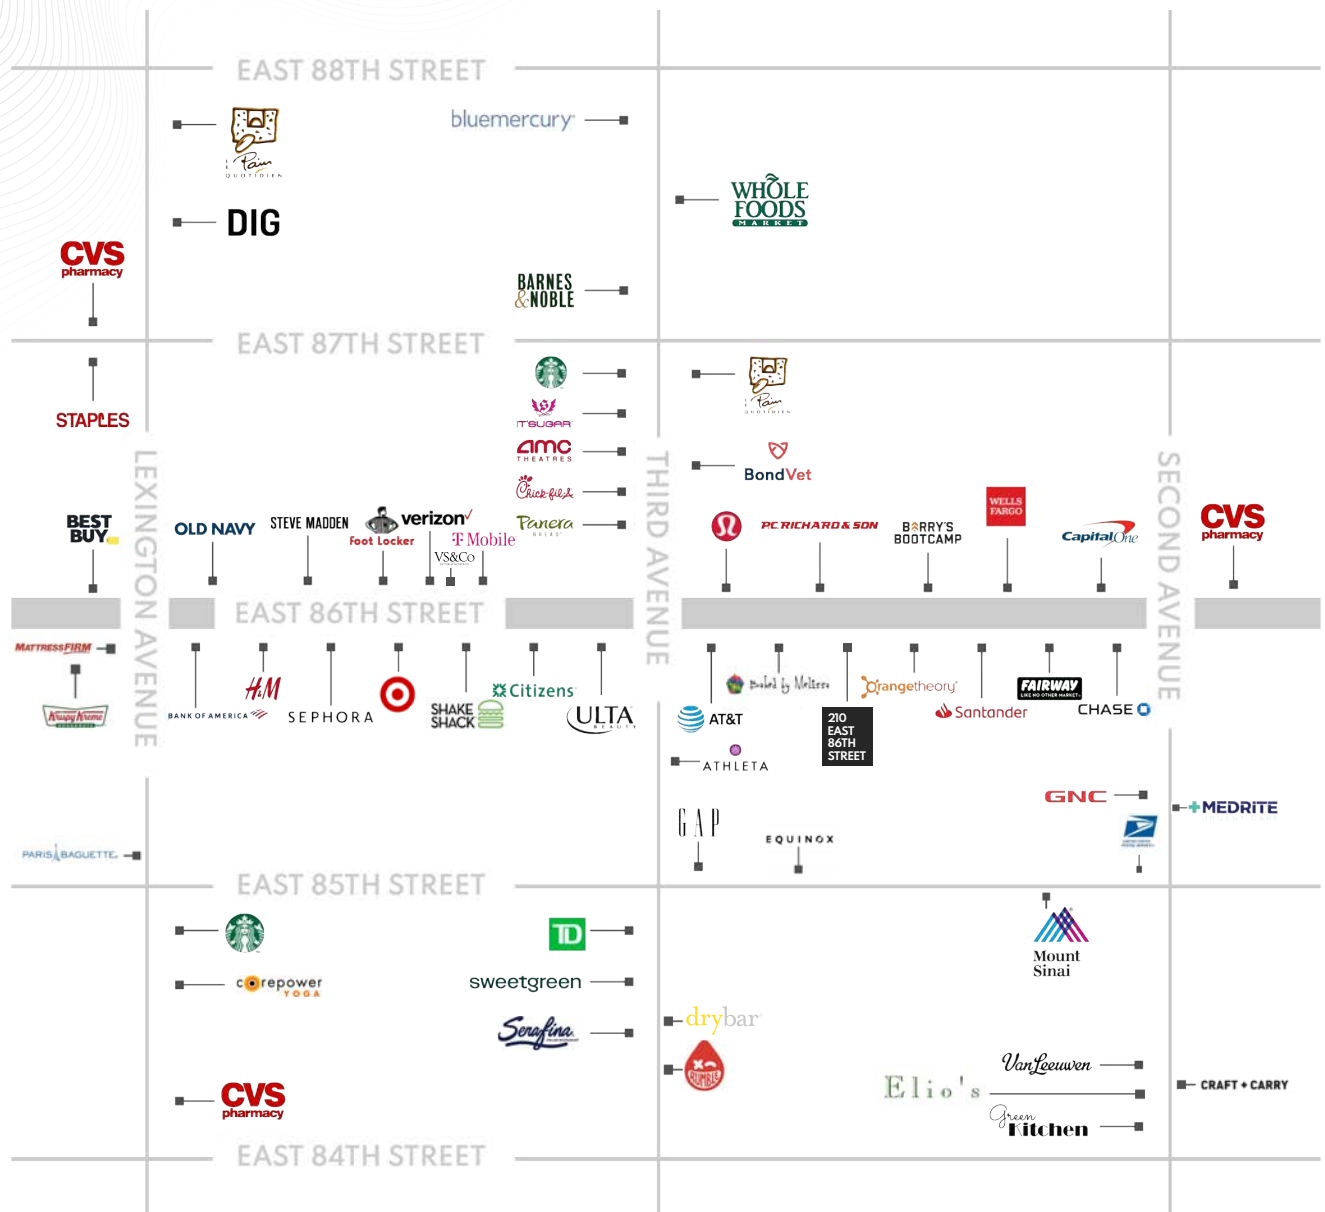 EAST 88TH STREET
Pain
QUOTIDIEN
bluemercury
DIG
WHOLE
FOODS
MARKET
CVS
pharmacy
BARNES
&NOBLE
EAST 87TH STREET
STAPLES
IT'SUGAR
amc
THEATRES
Chick-fil-A
Panera
BREAD
Pain
QUOTIDIEN
BondVet
LEXINGTON AVENUE
THIRD AVENUE
SECOND AVENUE
BEST
BUY
OLD NAVY
STEVE MADDEN
Foot Locker
verizon
T Mobile
VS&Co
P.C. RICHARD & SON
BARRY'S
BOOTCAMP
WELLS
FARGO
Capital One
CVS
pharmacy
EAST 86TH STREET
MATTRESSFIRM
Krispy Kreme
DOUGHNUTS
BANK OF AMERICA
H&M
SEPHORA
SHAKE
SHACK
Citizens
ULTA
BEAUTY
AT&T
Baked by Melissa
210
EAST
86TH
STREET
Orangetheory
Santander
FAIRWAY
LIKE NO OTHER MARKET
CHASE
ATHLETA
GAP
EQUINOX
GNC
MEDRITE
PARIS BAGUETTE
EAST 85TH STREET
TD
corepower
YOGA
sweetgreen
Serafina
Mount
Sinai
drybar
RUMBLE
Van Leeuwen
Elio's
CRAFT + CARRY
Green
Kitchen
CVS
pharmacy
EAST 84TH STREET